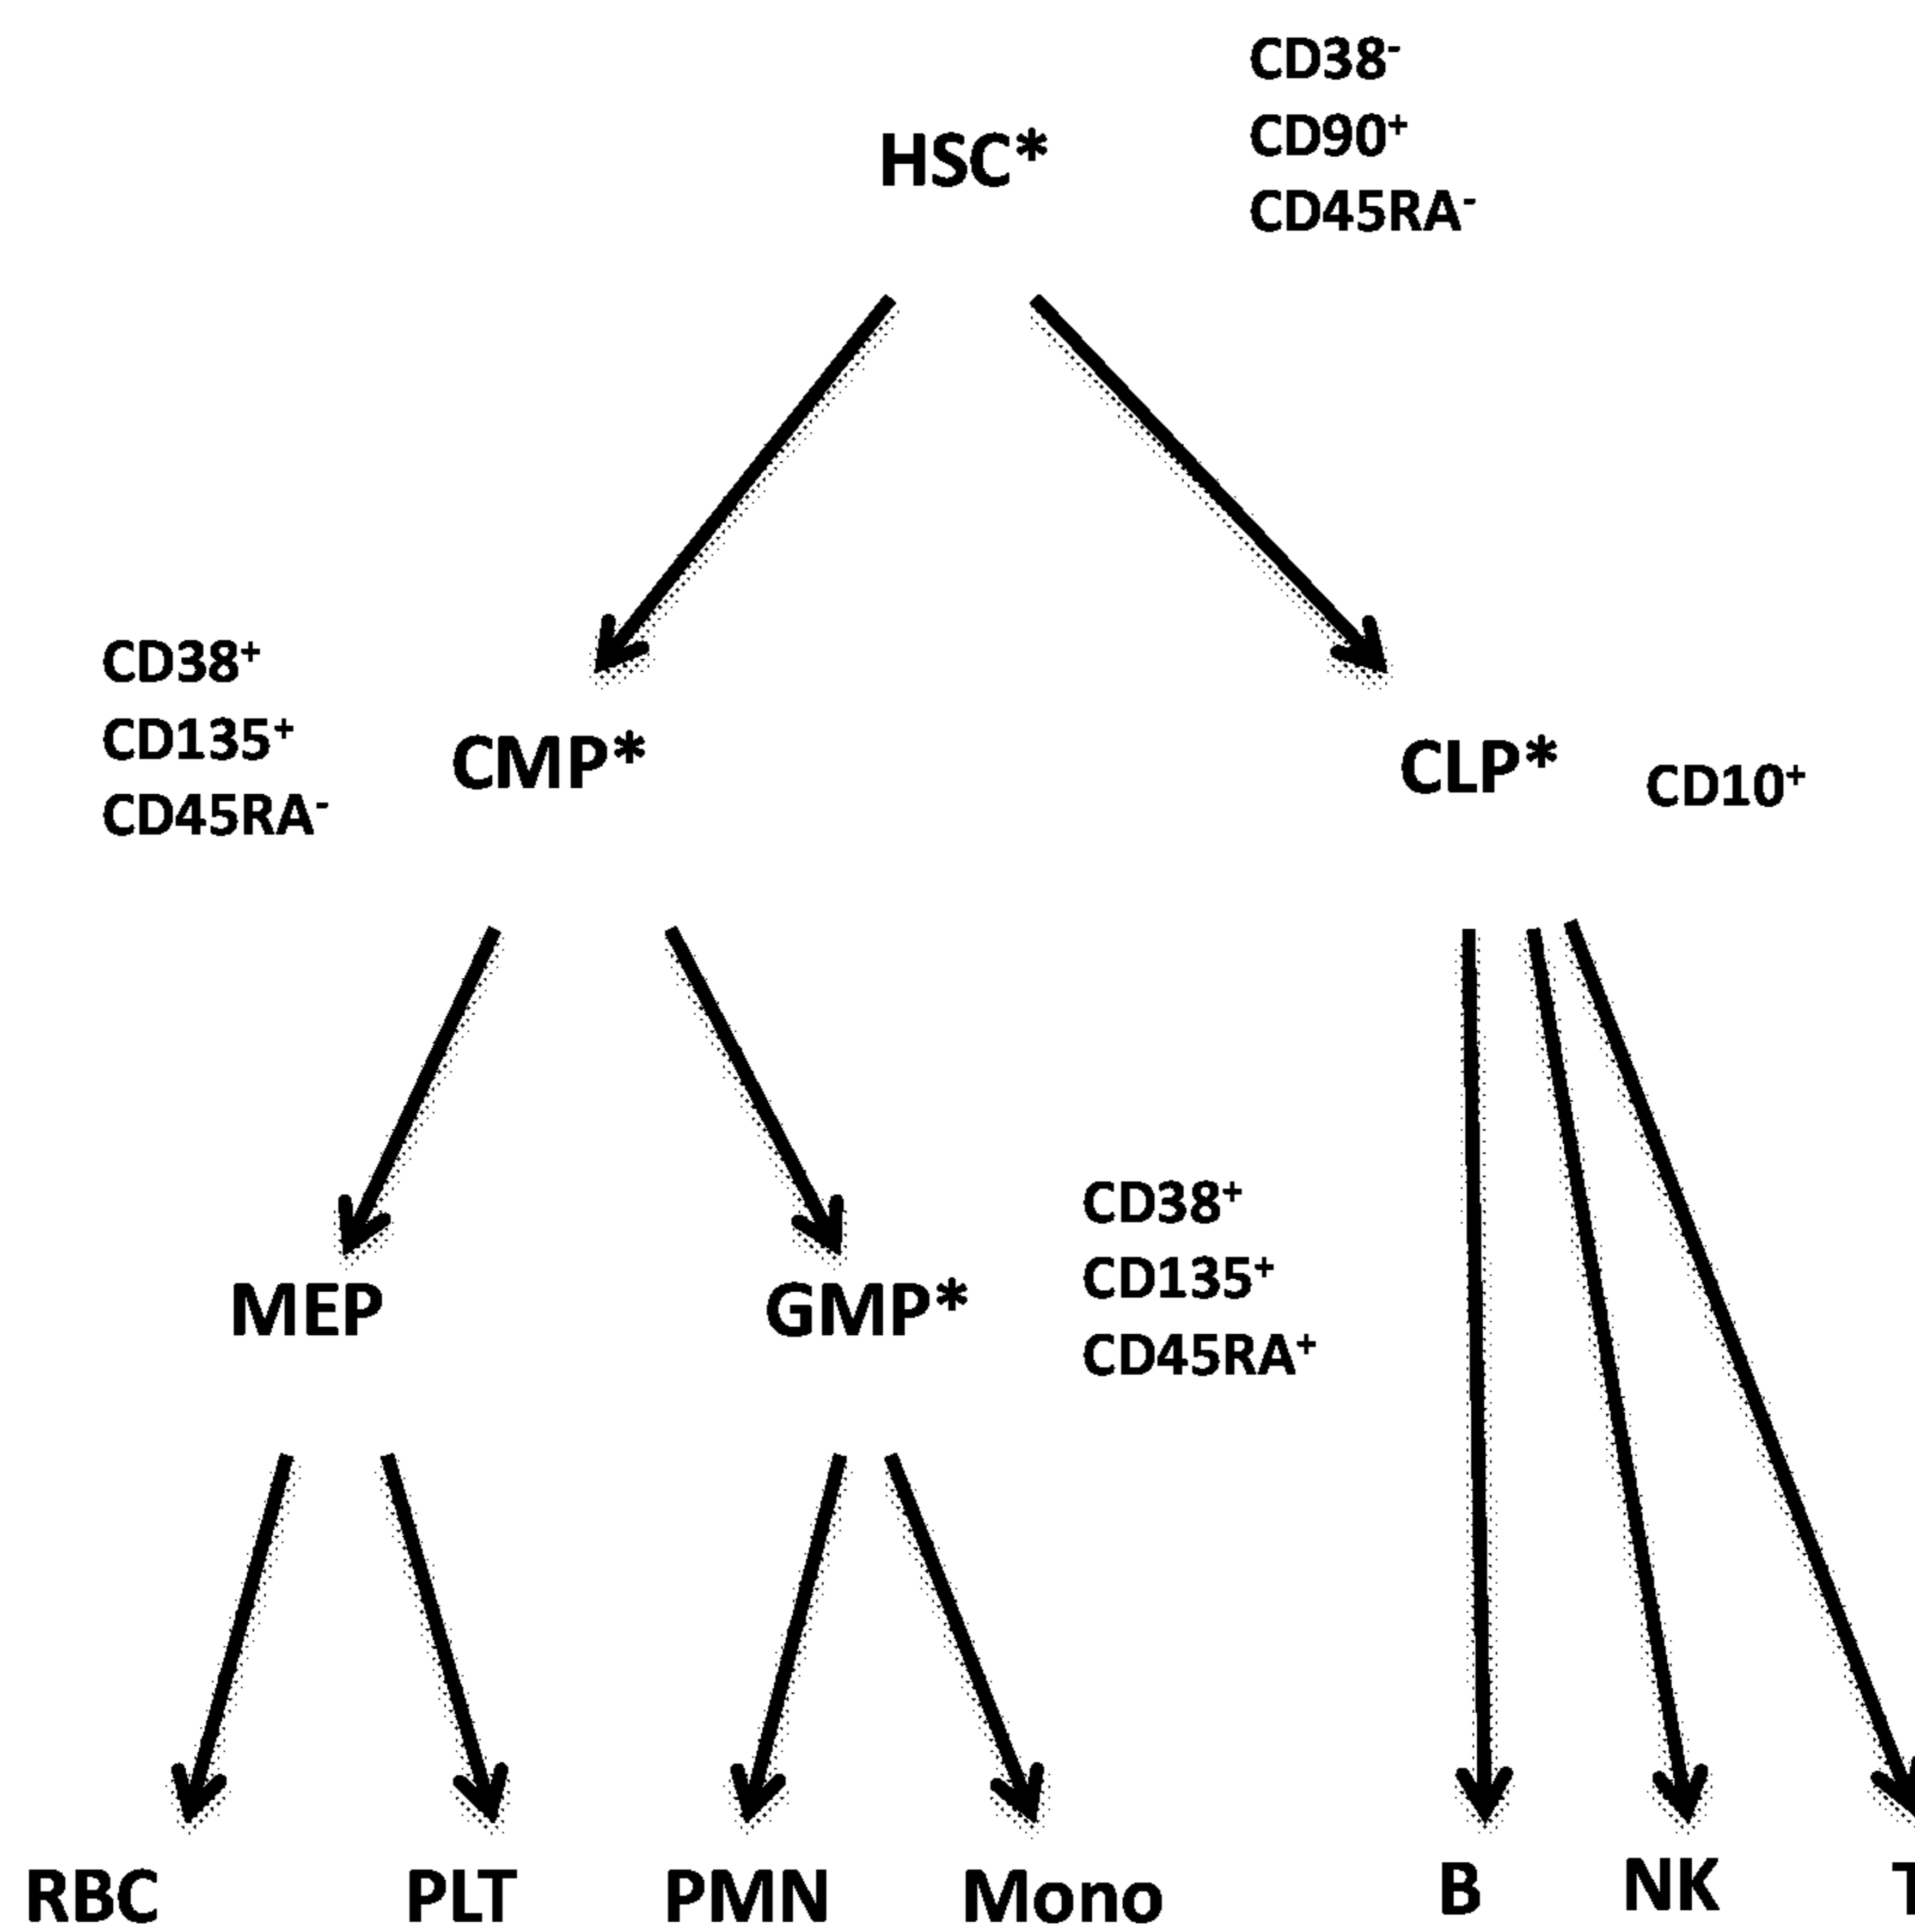 CD38⁻
CD90⁺
HSC*
CD45RA⁻
CD38⁺
CD135⁺
CMP*
CD45RA⁻
CLP*
CD10⁺
CD38⁺
CD135⁺
CD45RA⁺
MEP
GMP*
RBC
PLT
PMN
Mono
B
NK
T